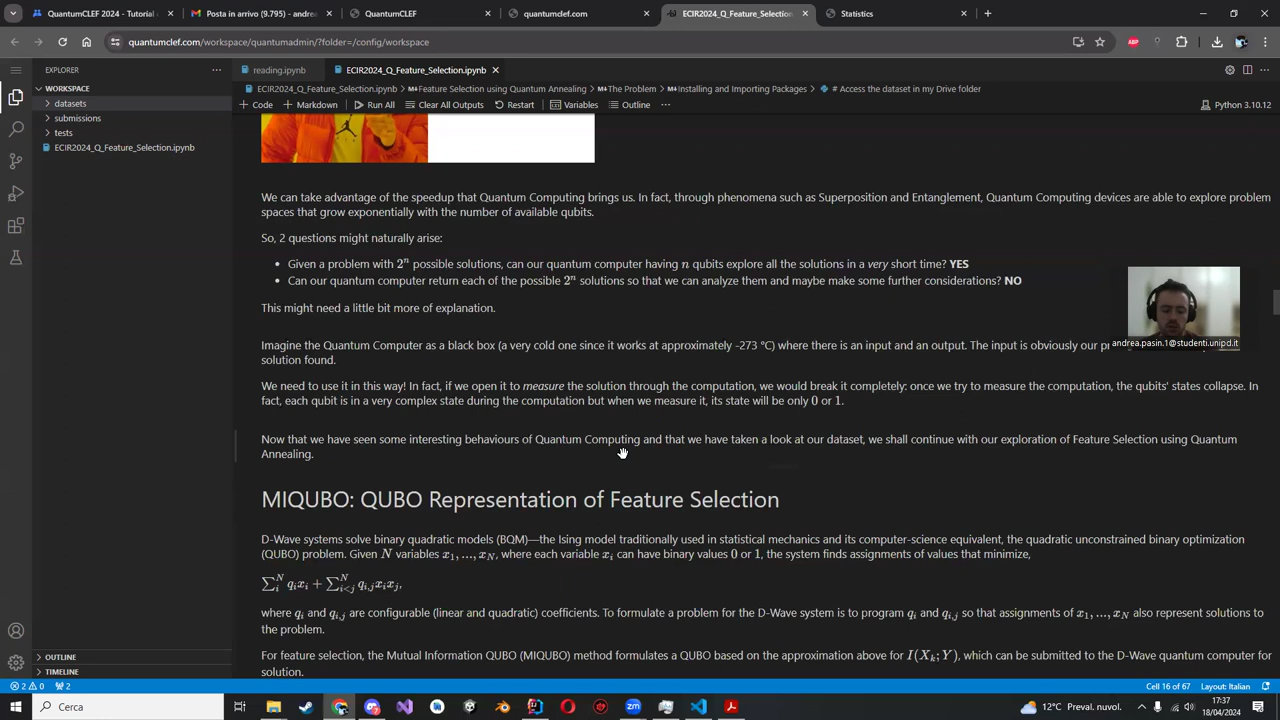 QuantumCLEF 2024 - Tutorial
Posta in arrivo (9.795) - andrea
QuantumCLEF
quantumclef.com
ECIR2024_Q_Feature_Selection.ip
Statistics
quantumclef.com/workspace/quantumadmin/?folder=/config/workspace
EXPLORER
reading.ipynb
ECIR2024_Q_Feature_Selection.ipynb
WORKSPACE
datasets
submissions
tests
ECIR2024_Q_Feature_Selection.ipynb
ECIR2024_Q_Feature_Selection.ipynb > Feature Selection using Quantum Annealing > The Problem > Installing and Importing Packages > # Access the dataset in my Drive folder
+ Code + Markdown Run All Clear All Outputs Restart Variables Outline ... Python 3.10.12
We can take advantage of the speedup that Quantum Computing brings us. In fact, through phenomena such as Superposition and Entanglement, Quantum Computing devices are able to explore problem
spaces that grow exponentially with the number of available qubits.
So, 2 questions might naturally arise:
• Given a problem with 2^n possible solutions, can our quantum computer having n qubits explore all the solutions in a very short time? YES
• Can our quantum computer return each of the possible 2^n solutions so that we can analyze them and maybe make some further considerations? NO
This might need a little bit more of explanation.
Imagine the Quantum Computer as a black box (a very cold one since it works at approximately -273 °C) where there is an input and an output. The input is obviously our
solution found.
andrea.pasin.1@studenti.unipd.it
We need to use it in this way! In fact, if we open it to measure the solution through the computation, we would break it completely: once we try to measure the computation, the qubits' states collapse. In
fact, each qubit is in a very complex state during the computation but when we measure it, its state will be only 0 or 1.
Now that we have seen some interesting behaviours of Quantum Computing and that we have taken a look at our dataset, we shall continue with our exploration of Feature Selection using Quantum
Annealing.
MIQUBO: QUBO Representation of Feature Selection
D-Wave systems solve binary quadratic models (BQM)—the Ising model traditionally used in statistical mechanics and its computer-science equivalent, the quadratic unconstrained binary optimization
(QUBO) problem. Given N variables x_1, ..., x_N, where each variable x_i can have binary values 0 or 1, the system finds assignments of values that minimize,
∑_i^N q_i x_i + ∑_{i<j}^N q_{i,j} x_i x_j,
where q_i and q_{i,j} are configurable (linear and quadratic) coefficients. To formulate a problem for the D-Wave system is to program q_i and q_{i,j} so that assignments of x_1, ..., x_N also represent solutions to
the problem.
For feature selection, the Mutual Information QUBO (MIQUBO) method formulates a QUBO based on the approximation above for I(X_k; Y), which can be submitted to the D-Wave quantum computer for
solution.
OUTLINE
TIMELINE
2 0 2
Cell 16 of 67 Layout: Italian
Cerca
12°C Prevai. nuvol.
17:37
18/04/2024